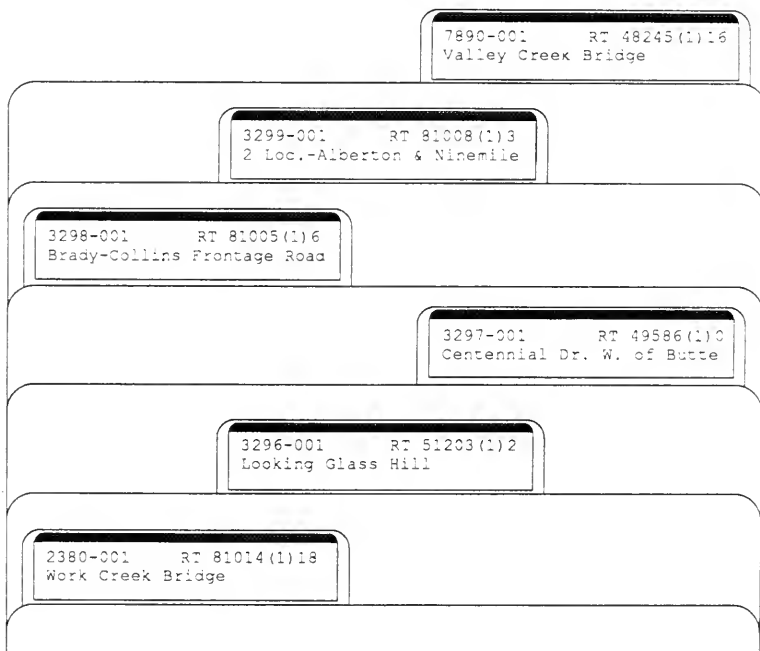 7890-001 RT 48245(1)16
Valley Creek Bridge
3299-001 RT 81008(1)3
2 Loc.-Alberton & Ninemile
3298-001 RT 81005(1)6
Brady-Collins Frontage Road
3297-001 RT 49586(1)0
Centennial Dr. W. of Butte
3296-001 RT 51203(1)2
Looking Glass Hill
2380-001 RT 81014(1)18
Work Creek Bridge